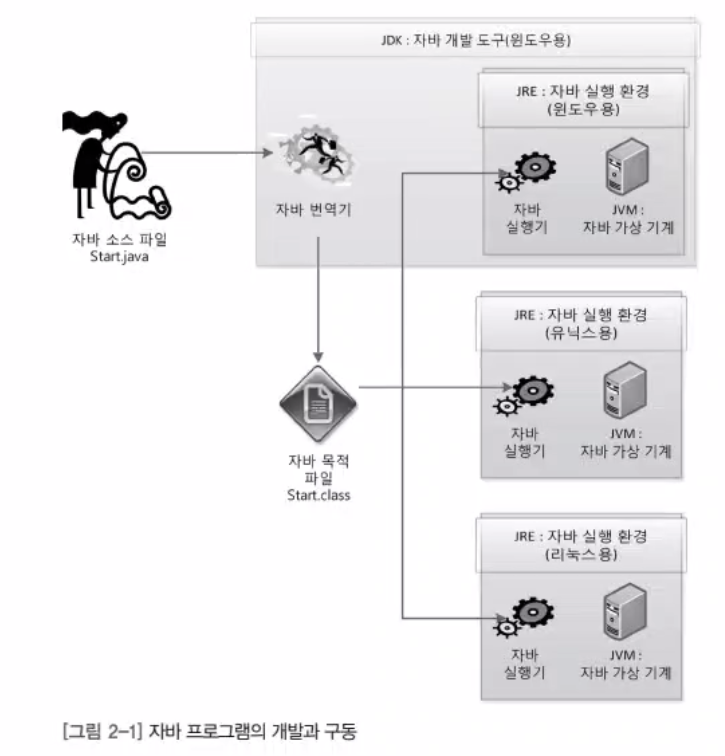 JDK : 자바 개발 도구(윈도우용)
JRE : 자바 실행 환경
(윈도우용)
자바 번역기
자바
실행기
JVM :
자바 가상 기계
자바 소스 파일
Start.java
JRE : 자바 실행 환경
(유닉스용)
자바
실행기
JVM :
자바 가상 기계
자바 목적
파일
Start.class
JRE : 자바 실행 환경
(리눅스용)
자바
실행기
JVM :
자바 가상 기계
[그림 2-1] 자바 프로그램의 개발과 구동